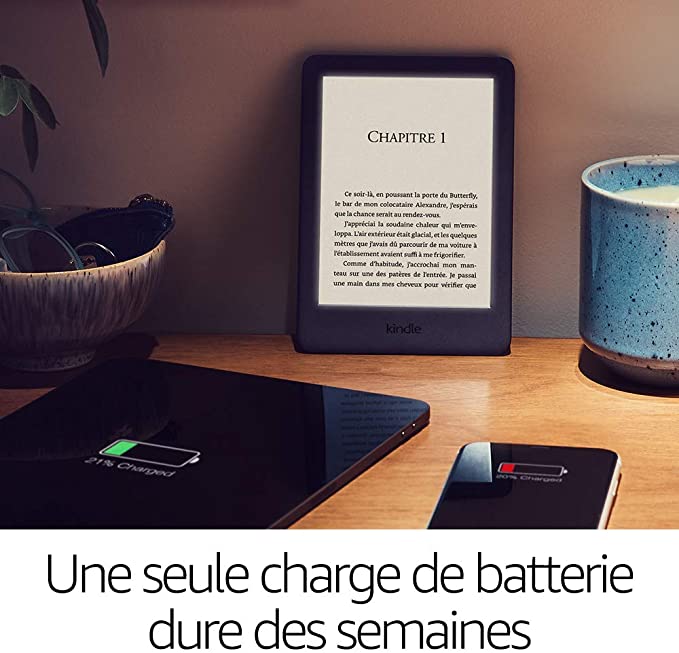 CHAPITRE 1
Ce soir-là, en poussant la porte du Butterfly,
le bar de mon colocataire Alexandre, j'espérais
que la chance serait au rendez-vous.
J'appréciai la soudaine chaleur qui m'enve-
loppa. L'air extérieur était glacial, et les quelques
mètres que j'avais dû parcourir de ma voiture à
l'établissement avaient suffi à me frigorifier.
Comme d'habitude, j'accrochai mon man-
teau sur une des patères de l'entrée. Je passai
une main dans mes cheveux pour vérifier que
kindle
21% Charged
20% Charged
Une seule charge de batterie
dure des semaines